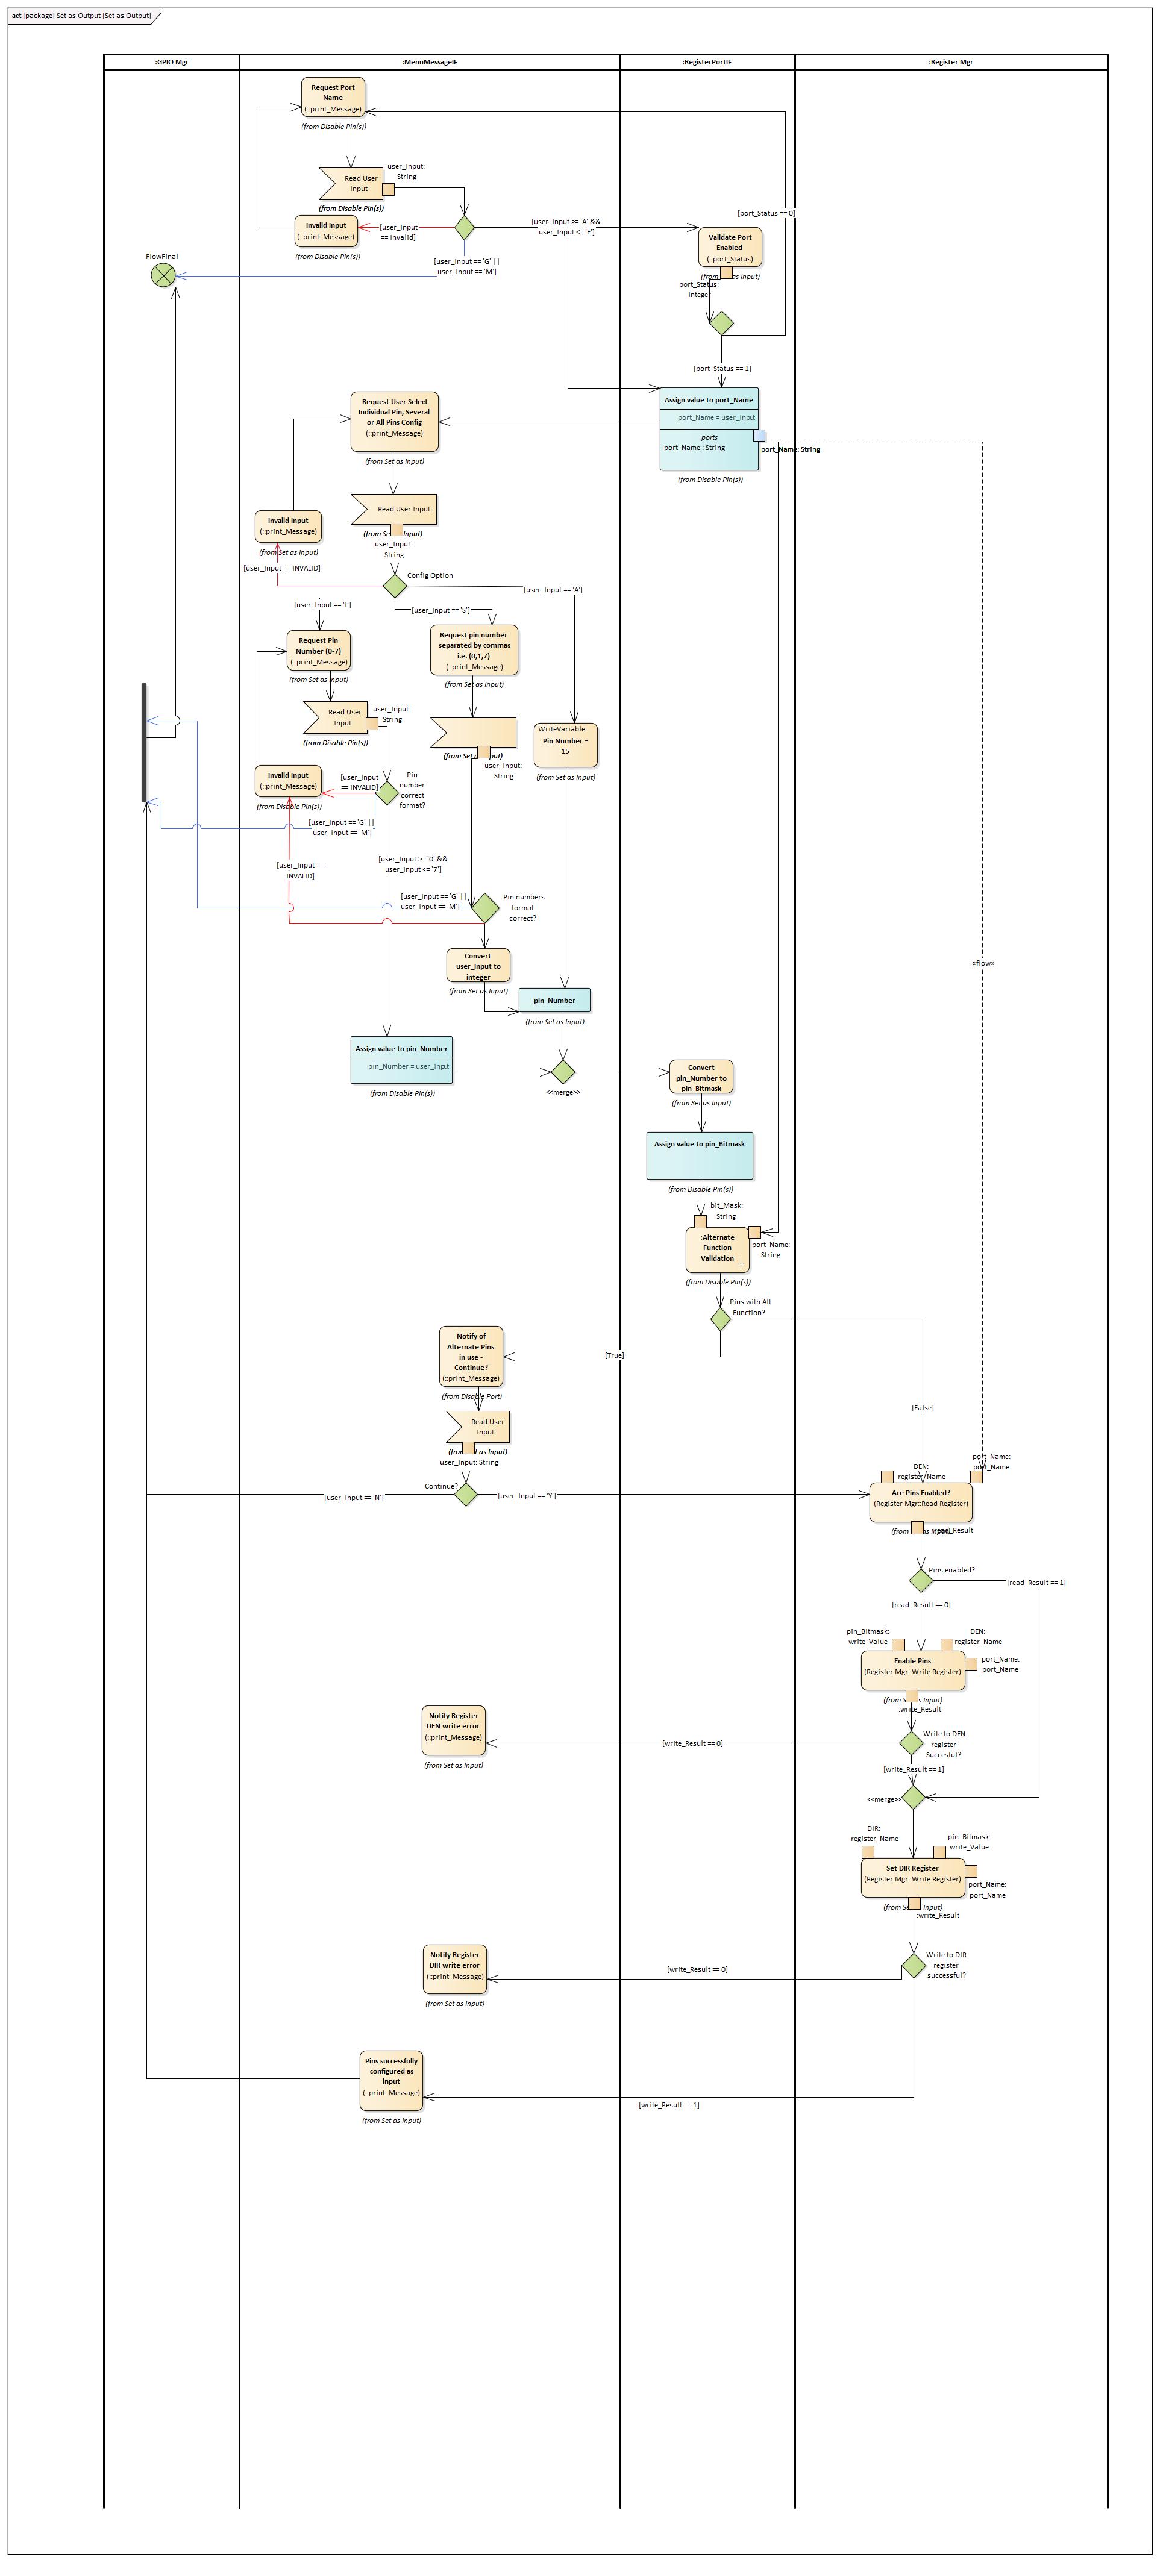 act [package] Set as Output [Set as Output]
:GPIO Mgr
:MenuMessageIF
:RegisterPortIF
:Register Mgr
Request Port
Name
(::print_Message)
(from Disable Pin(s))
user_Input:
String
Read User
Input
(from Disable Pin(s))
[port_Status == 0]
Invalid Input
(::print_Message)
(from Disable Pin(s))
[user_Input
== Invalid]
[user_Input >= 'A' &&
user_Input <= 'F']
Validate Port
Enabled
(::port_Status)
(from Set as Input)
FlowFinal
[user_Input == 'G' ||
user_Input == 'M']
port_Status:
Integer
[port_Status == 1]
Assign value to port_Name
port_Name = user_Input
ports
port_Name : String
port_Name: String
(from Disable Pin(s))
Request User Select
Individual Pin, Several
or All Pins Config
(::print_Message)
(from Set as Input)
Read User Input
(from Set as Input)
user_Input:
String
Invalid Input
(::print_Message)
(from Set as Input)
[user_Input == INVALID]
Config Option
[user_Input == 'A']
[user_Input == 'I']
[user_Input == 'S']
Request Pin
Number (0-7)
(::print_Message)
(from Set as Input)
Request pin number
separated by commas
i.e. (0,1,7)
(::print_Message)
(from Set as Input)
Read User
Input
(from Disable Pin(s))
user_Input:
String
(from Set as Input)
user_Input:
String
WriteVariable
Pin Number =
15
(from Set as Input)
Invalid Input
(::print_Message)
(from Disable Pin(s))
[user_Input
== INVALID]
Pin
number
correct
format?
[user_Input == 'G' ||
user_Input == 'M']
[user_Input ==
INVALID]
[user_Input >= '0' &&
user_Input <= '7']
[user_Input == 'G' ||
user_Input == 'M']
Pin numbers
format
correct?
Convert
user_Input to
integer
(from Set as Input)
«flow»
pin_Number
(from Set as Input)
Assign value to pin_Number
pin_Number = user_Input
(from Disable Pin(s))
<<merge>>
Convert
pin_Number to
pin_Bitmask
(from Set as Input)
Assign value to pin_Bitmask
(from Disable Pin(s))
bit_Mask:
String
:Alternate
Function
Validation
port_Name:
String
(from Disable Pin(s))
Pins with Alt
Function?
Notify of
Alternate Pins
in use -
Continue?
(::print_Message)
(from Disable Port)
[True]
[False]
Read User
Input
(from Set as Input)
user_Input: String
Continue?
[user_Input == 'N']
[user_Input == 'Y']
DEN:
register_Name
port_Name:
port_Name
Are Pins Enabled?
(Register Mgr::Read Register)
(from Set as Input)
:read_Result
Pins enabled?
[read_Result == 1]
[read_Result == 0]
pin_Bitmask:
write_Value
DEN:
register_Name
Enable Pins
(Register Mgr::Write Register)
port_Name:
port_Name
(from Set as Input)
:write_Result
Notify Register
DEN write error
(::print_Message)
(from Set as Input)
[write_Result == 0]
Write to DEN
register
Succesful?
[write_Result == 1]
<<merge>>
DIR:
register_Name
pin_Bitmask:
write_Value
Set DIR Register
(Register Mgr::Write Register)
port_Name:
port_Name
(from Set as Input)
:write_Result
Notify Register
DIR write error
(::print_Message)
(from Set as Input)
[write_Result == 0]
Write to DIR
register
successful?
Pins successfully
configured as
input
(::print_Message)
(from Set as Input)
[write_Result == 1]